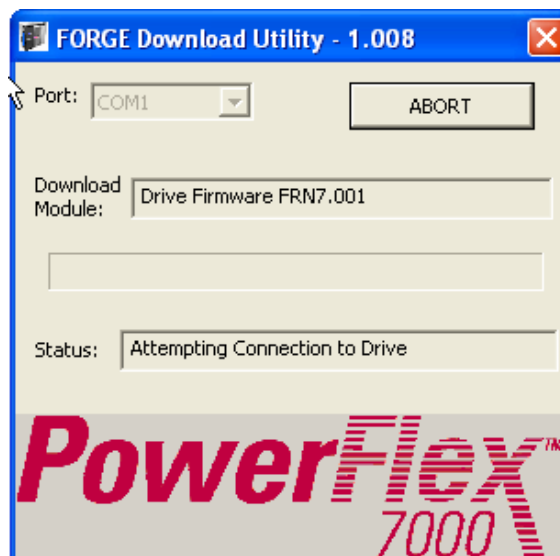 FORGE Download Utility - 1.008
Port: COM1 ABORT
Download
Module: Drive Firmware FRN7.001
Status: Attempting Connection to Drive
PowerFlex™
7000